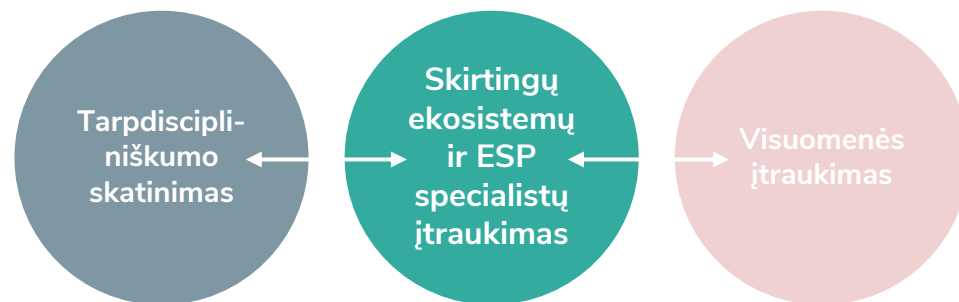 Tarpdiscipli-
niškumo
skatinimas
Skirtingų
ekosistemų
ir ESP
specialistų
įtraukimas
Visuomenės
įtraukimas